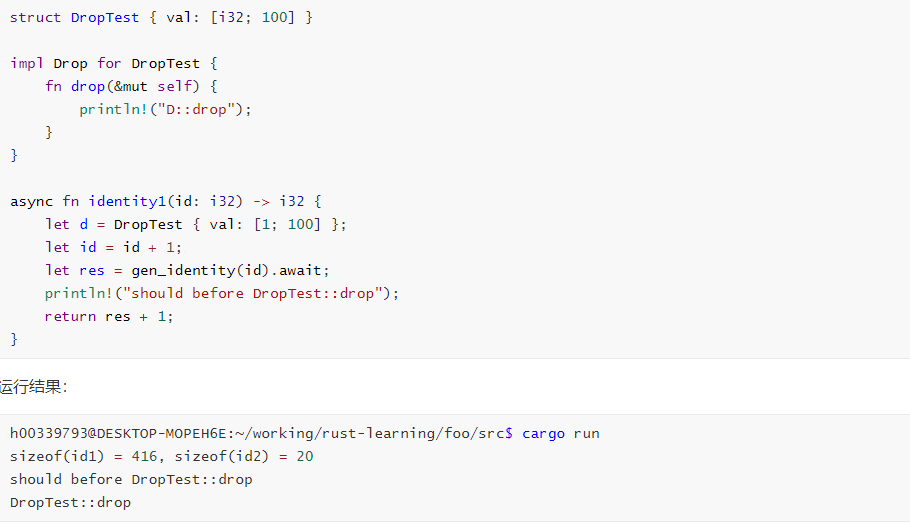 struct DropTest { val: [i32; 100] }
impl Drop for DropTest {
    fn drop(&mut self) {
        println!("D::drop");
    }
}
async fn identity1(id: i32) -> i32 {
    let d = DropTest { val: [1; 100] };
    let id = id + 1;
    let res = gen_identity(id).await;
    println!("should before DropTest::drop");
    return res + 1;
}
运行结果：
h00339793@DESKTOP-MOPEH6E:~/working/rust-learning/foo/src$ cargo run
sizeof(id1) = 416, sizeof(id2) = 20
should before DropTest::drop
DropTest::drop